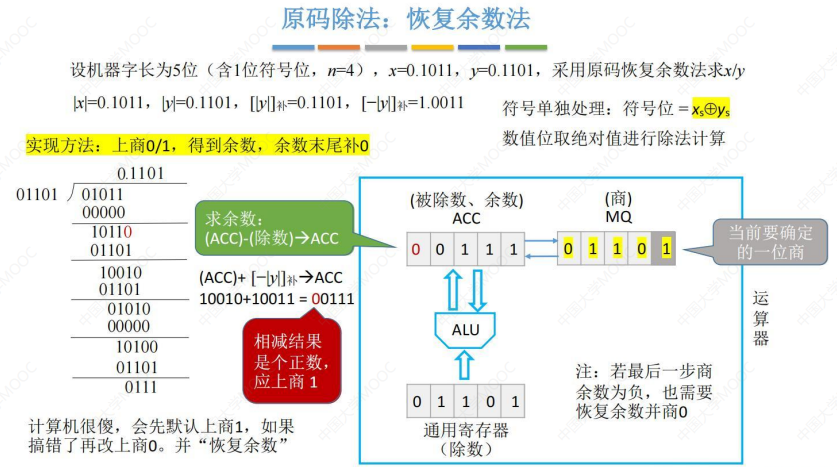 原码除法：恢复余数法
设机器字长为5位（含1位符号位，n=4），x=0.1011，y=0.1101，采用原码恢复余数法求x/y
|x|=0.1011，|y|=0.1101，[|y|]补=0.1101，[−|y|]补=1.0011
符号单独处理：符号位 = xs⊕ys
数值位取绝对值进行除法计算
实现方法：上商0/1，得到余数，余数末尾补0
0.1101
01101
01011
00000
10110
01101
10010
01101
01010
00000
10100
01101
0111
求余数：
(ACC)-(除数)→ACC
(ACC)+ [−|y|]补→ACC
10010+10011 = 00111
相减结果
是个正数，
应上商 1
计算机很傻，会先默认上商1，如果
搞错了再改上商0。并“恢复余数”
(被除数、余数)
ACC
0 0 1 1 1
(商)
MQ
0 1 1 0 1
当前要确定
的一位商
ALU
0 1 1 0 1
通用寄存器
（除数）
运算器
注：若最后一步商
余数为负，也需要
恢复余数并商0
中国大学MOOC